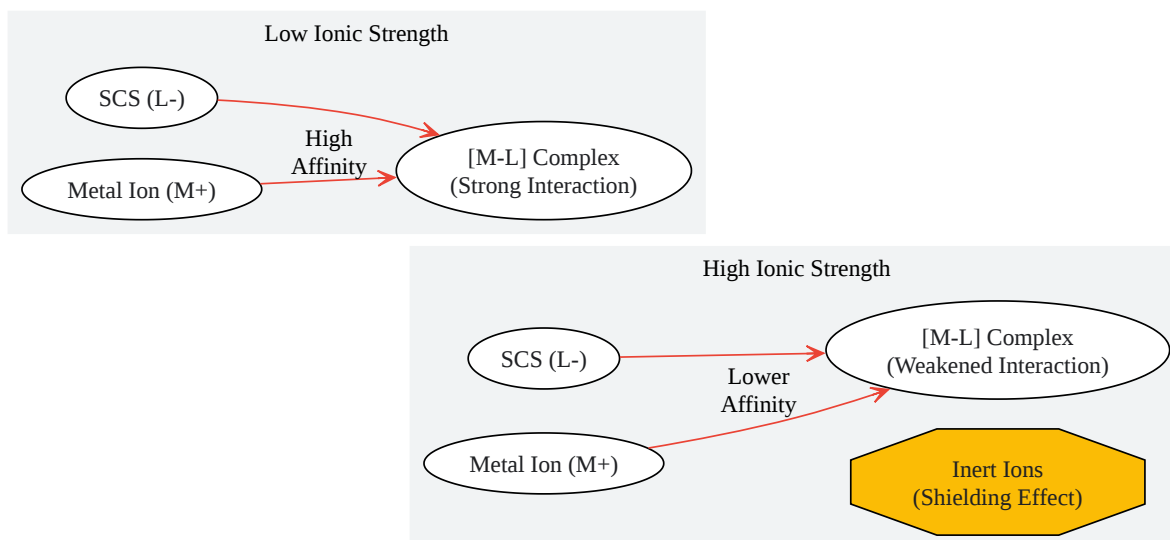 Low Ionic Strength
SCS (L-)
High
Affinity
[M-L] Complex
(Strong Interaction)
Metal Ion (M+)
High Ionic Strength
SCS (L-)
[M-L] Complex
(Weakened Interaction)
Lower
Affinity
Metal Ion (M+)
Inert Ions
(Shielding Effect)